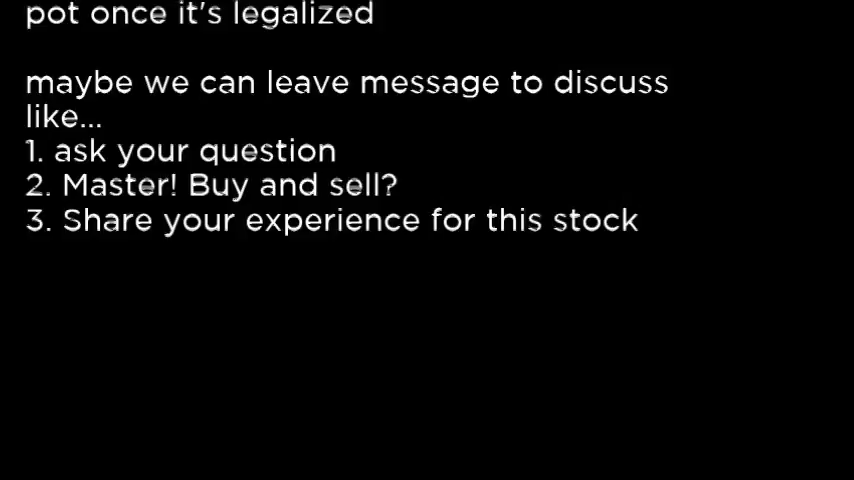 pot once it's legalized
maybe we can leave message to discuss
like...
1. ask your question
2. Master! Buy and sell?
3. Share your experience for this stock